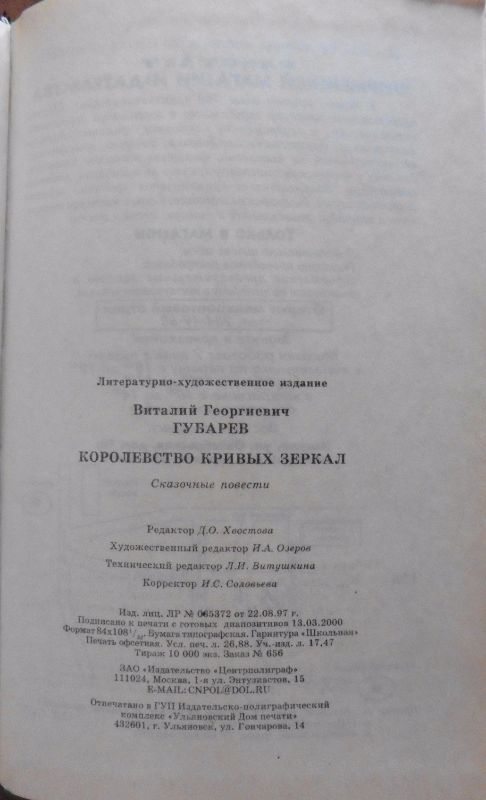 Литературно-художественное издание
Виталий Георгиевич
ГУБАРЕВ
КОРОЛЕВСТВО КРИВЫХ ЗЕРКАЛ
Сказочные повести
Редактор Д.О. Хвостова
Художественный редактор И.А. Озеров
Технический редактор Л.И. Витушкина
Корректор И.С. Соловьева
Изд. лиц. ЛР № 065372 от 22.08.97 г.
Подписано к печати с готовых диапозитивов 13.03.2000
Формат 84х108 1/32. Бумага типографская. Гарнитура «Школьная»
Печать офсетная. Усл. печ. л. 26,88. Уч.-изд. л. 17,47
Тираж 10 000 экз. Заказ № 656
ЗАО «Издательство «Центрполиграф»
111024, Москва, 1-я ул. Энтузиастов, 15
E-MAIL: CNPOL@DOL.RU
Отпечатано в ГУП Издательско-полиграфический
комплекс «Ульяновский Дом печати»
432601, г. Ульяновск, ул. Гончарова, 14